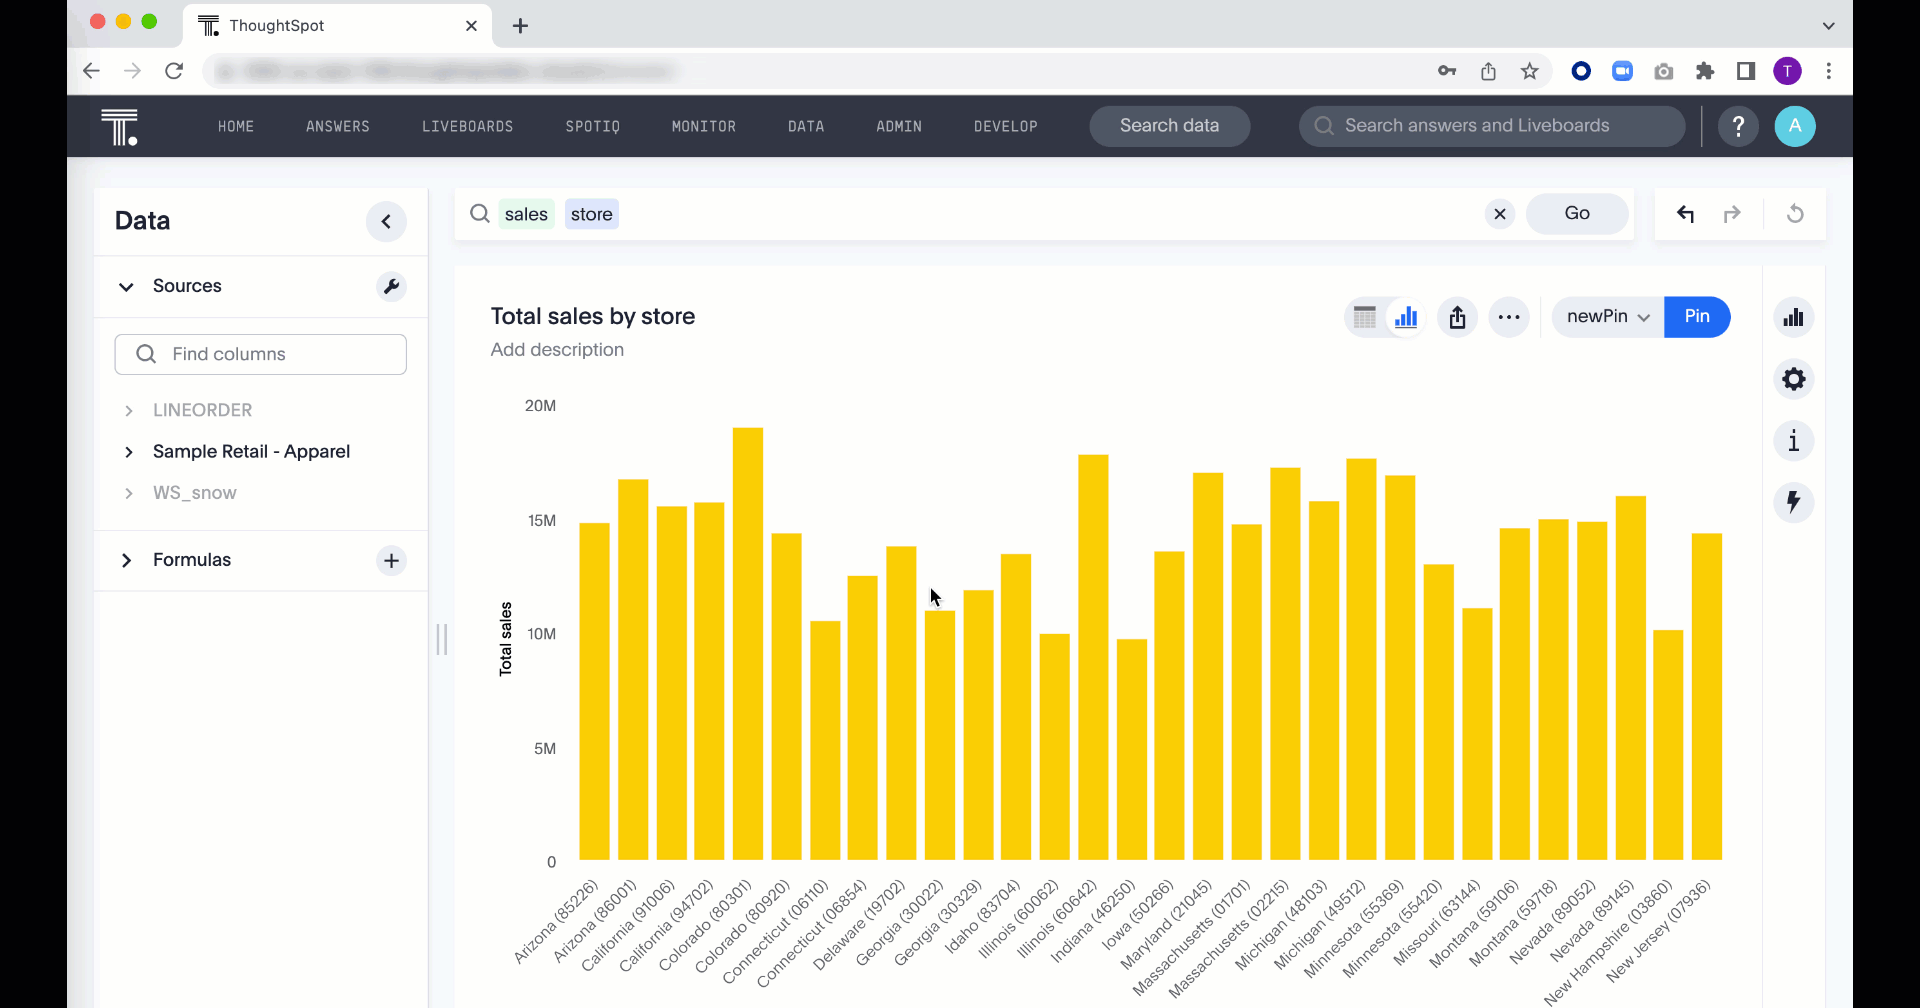 ThoughtSpot
T
HOME ANSWERS LIVEBOARDS SPOTIQ MONITOR DATA ADMIN DEVELOP Search data Search answers and Liveboards ? A
Data
sales store Go
Sources
Find columns
LINEORDER
Sample Retail - Apparel
WS_snow
Formulas
Total sales by store
Add description
newPin Pin
20M
15M
10M
5M
0
Total sales
Arizona (85226)
Arizona (86001)
California (91006)
California (94702)
Colorado (80301)
Colorado (80920)
Connecticut (06110)
Connecticut (06854)
Delaware (19702)
Georgia (30022)
Georgia (30329)
Idaho (83704)
Illinois (60062)
Illinois (60642)
Indiana (46250)
Iowa (50266)
Maryland (21045)
Massachusetts (01701)
Massachusetts (02215)
Michigan (48103)
Michigan (49512)
Minnesota (55369)
Minnesota (55420)
Missouri (63144)
Montana (59106)
Montana (59718)
Nevada (89052)
Nevada (89145)
New Hampshire (03860)
New Jersey (07936)